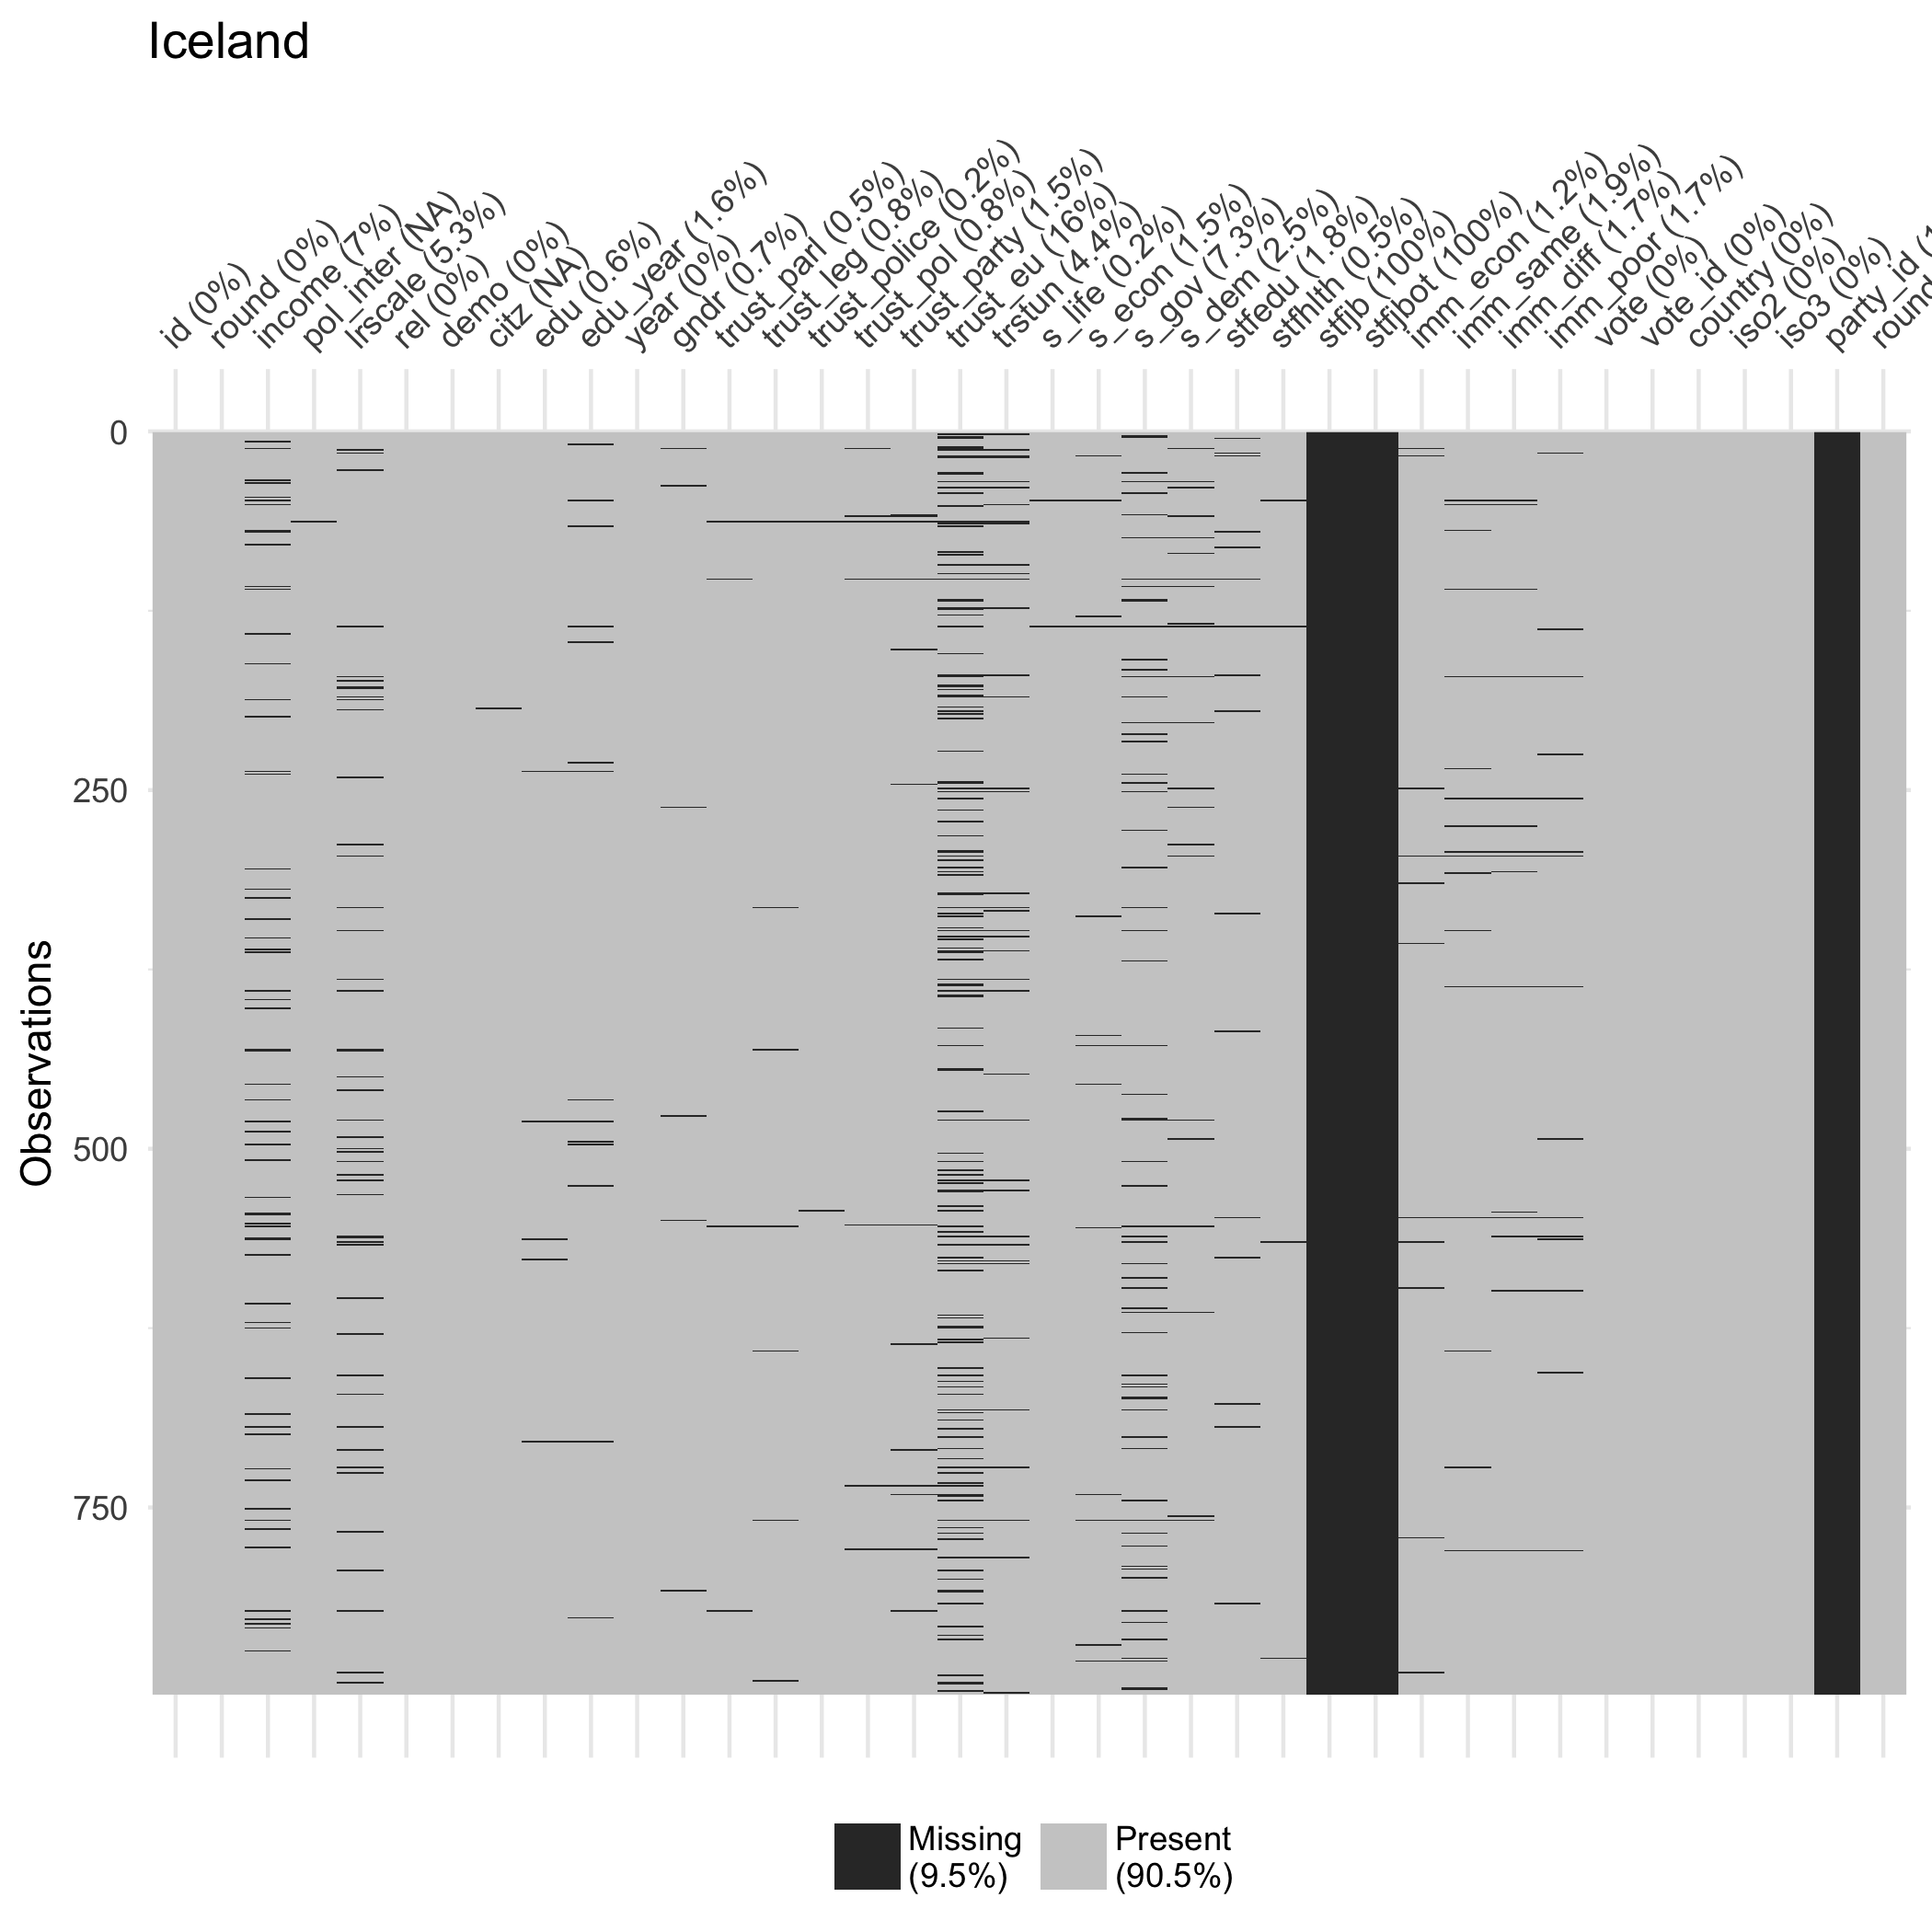 Iceland
id (0%)
round (0%)
income (7%)
pol_inter (NA)
lrscale (5.3%)
rel (0%)
demo (0%)
citz (NA)
edu (0.6%)
edu_year (1.6%)
year (0%)
gndr (0.7%)
trust_parl (0.5%)
trust_leg (0.8%)
trust_police (0.2%)
trust_pol (0.8%)
trust_party (1.5%)
trust_eu (16%)
trstun (4.4%)
s_life (0.2%)
s_econ (1.5%)
s_gov (7.3%)
s_dem (2.5%)
stfedu (1.8%)
stfhlth (0.5%)
stfjb (100%)
stfjbot (100%)
imm_econ (1.2%)
imm_same (1.9%)
imm_diff (1.7%)
imm_poor (1.7%)
vote (0%)
vote_id (0%)
country (0%)
iso2 (0%)
iso3 (0%)
party_id (1
round
0
250
500
750
Observations
Missing
(9.5%)
Present
(90.5%)